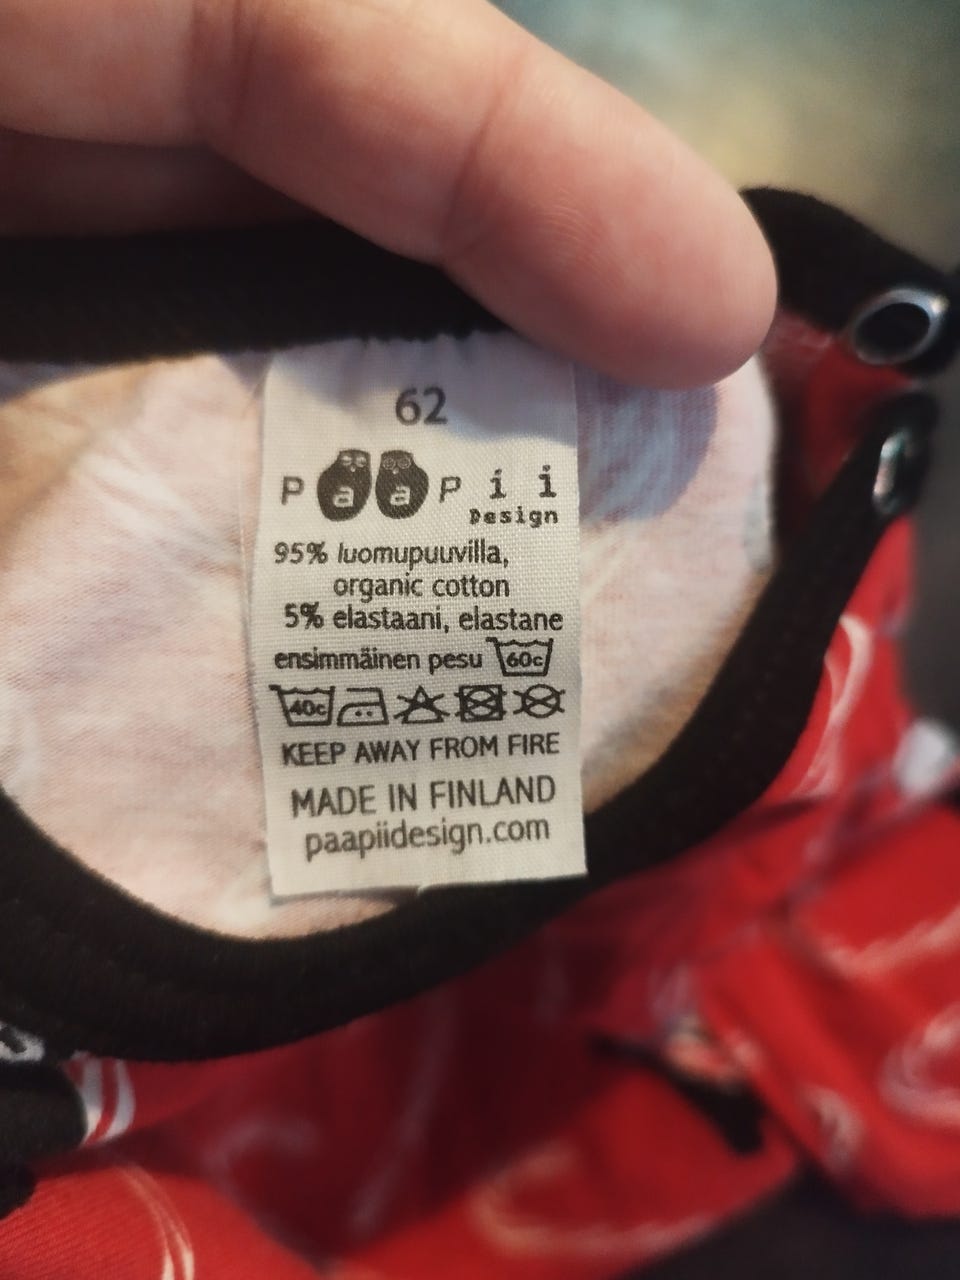 62
Paapii
Design
95% luomupuuvilla,
organic cotton
5% elastaani, elastane
ensimmäinen pesu 60c
40c
KEEP AWAY FROM FIRE
MADE IN FINLAND
paapiidesign.com